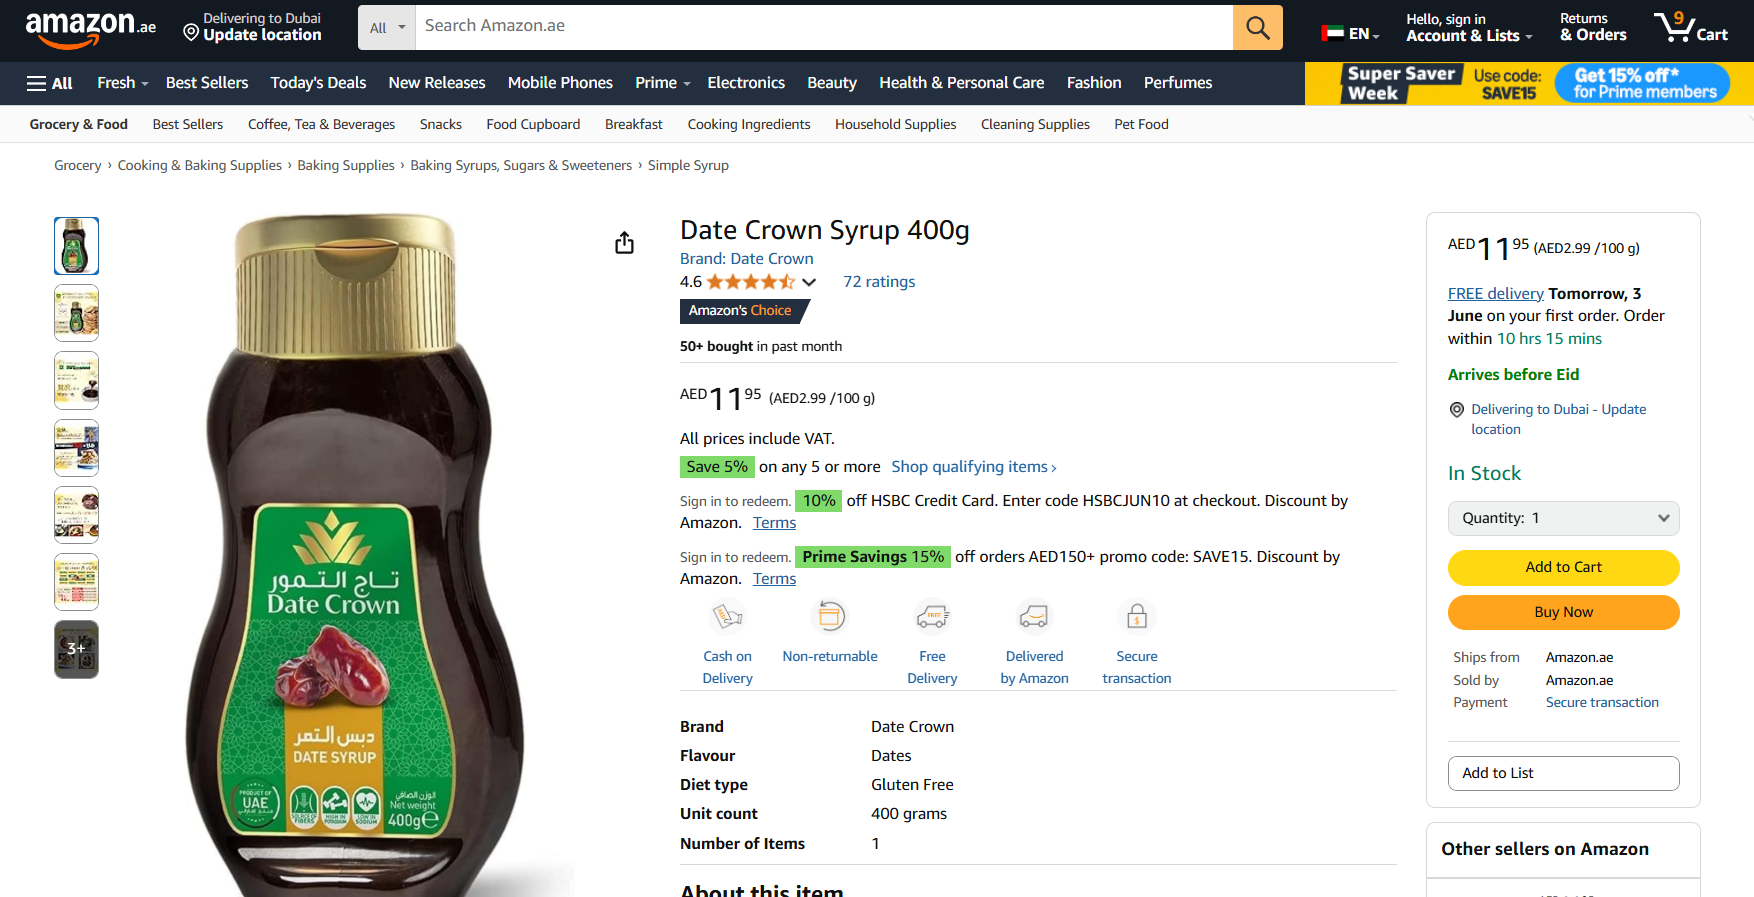 amazon.ae
Delivering to Dubai
Update location
All
Search Amazon.ae
EN
Hello, sign in
Account & Lists
Returns
& Orders
9
Cart
All
Fresh
Best Sellers
Today's Deals
New Releases
Mobile Phones
Prime
Electronics
Beauty
Health & Personal Care
Fashion
Perfumes
Super Saver
Week
Use code:
SAVE15
Get 15% off*
for Prime members
Grocery & Food
Best Sellers
Coffee, Tea & Beverages
Snacks
Food Cupboard
Breakfast
Cooking Ingredients
Household Supplies
Cleaning Supplies
Pet Food
Grocery › Cooking & Baking Supplies › Baking Supplies › Baking Syrups, Sugars & Sweeteners › Simple Syrup
3+
تاج التمور
Date Crown
دبس التمر
DATE SYRUP
PRODUCT OF
UAE
SOURCE OF
FIBERS
HIGH IN
POTASSIUM
LOW IN
SODIUM
الوزن الصافي
Net weight
400g℮
Date Crown Syrup 400g
Brand: Date Crown
4.6
72 ratings
Amazon's Choice
50+ bought in past month
AED11 95 (AED2.99 /100 g)
All prices include VAT.
Save 5% on any 5 or more Shop qualifying items ›
Sign in to redeem. 10% off HSBC Credit Card. Enter code HSBCJUN10 at checkout. Discount by
Amazon. Terms
Sign in to redeem. Prime Savings 15% off orders AED150+ promo code: SAVE15. Discount by
Amazon. Terms
FREE
Cash on
Delivery
Non-returnable
Free
Delivery
Delivered
by Amazon
Secure
transaction
Brand Date Crown
Flavour Dates
Diet type Gluten Free
Unit count 400 grams
Number of Items 1
About this item
AED11 95 (AED2.99 /100 g)
FREE delivery Tomorrow, 3
June on your first order. Order
within 10 hrs 15 mins
Arrives before Eid
Delivering to Dubai - Update
location
In Stock
Quantity: 1
Add to Cart
Buy Now
Ships from Amazon.ae
Sold by Amazon.ae
Payment Secure transaction
Add to List
Other sellers on Amazon